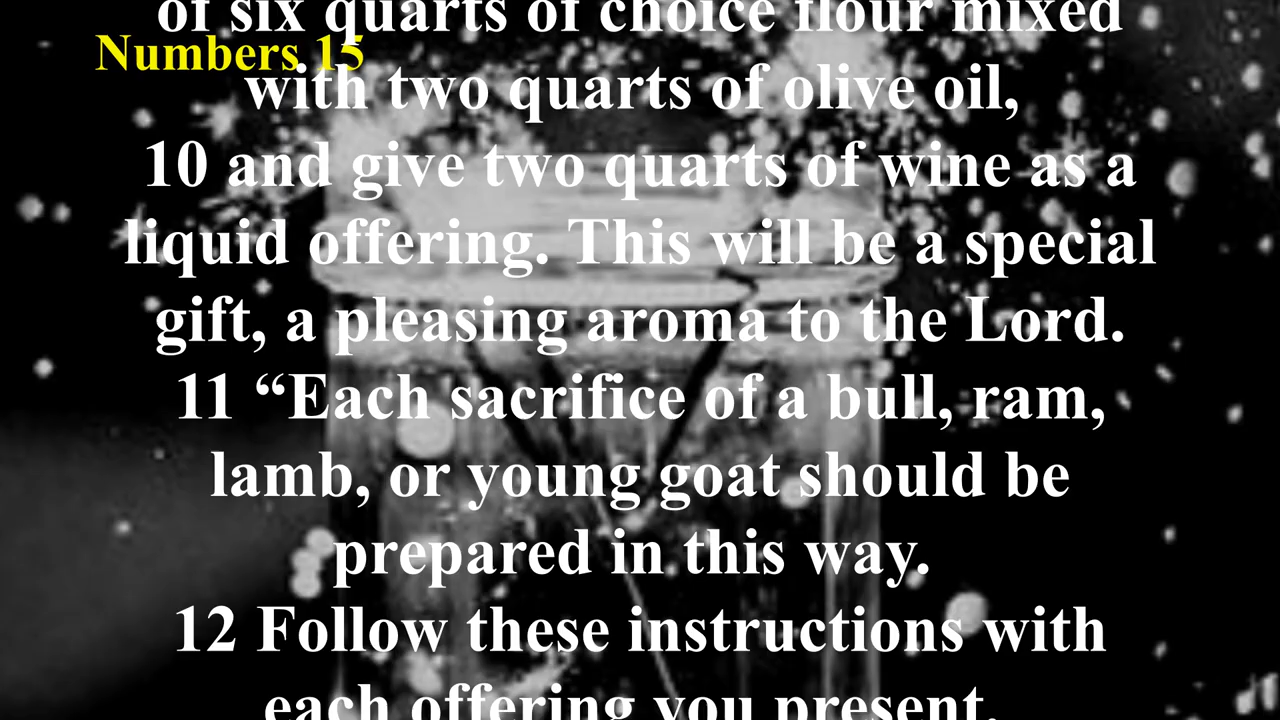 of six quarts of choice flour mixed
Numbers 15
with two quarts of olive oil,
10 and give two quarts of wine as a
liquid offering. This will be a special
gift, a pleasing aroma to the Lord.
11 “Each sacrifice of a bull, ram,
lamb, or young goat should be
prepared in this way.
12 Follow these instructions with
each offering you present.